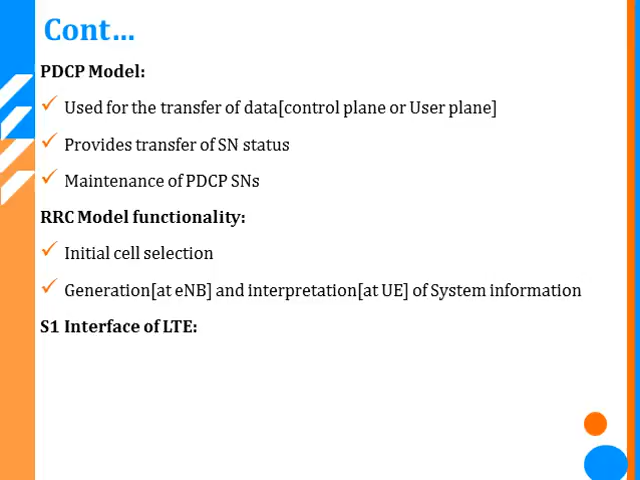 Cont...
PDCP Model:
Used for the transfer of data[control plane or User plane]
Provides transfer of SN status
Maintenance of PDCP SNs
RRC Model functionality:
Initial cell selection
Generation[at eNB] and interpretation[at UE] of System information
S1 Interface of LTE: